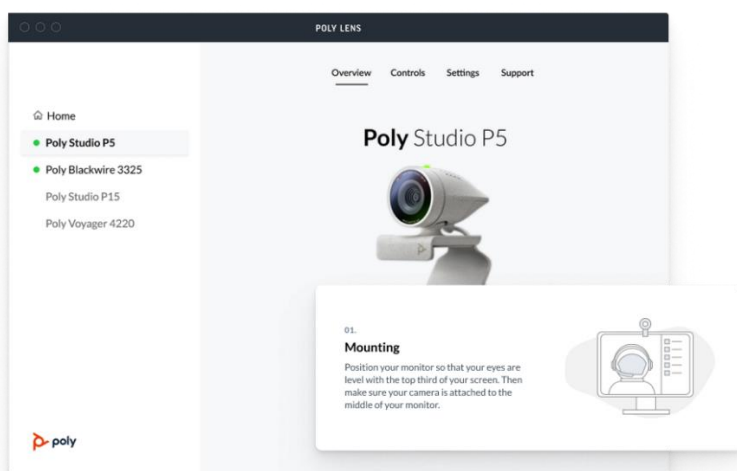 POLY LENS
Overview Controls Settings Support
Home
Poly Studio P5
Poly Blackwire 3325
Poly Studio P15
Poly Voyager 4220
Poly Studio P5
01.
Mounting
Position your monitor so that your eyes are
level with the top third of your screen. Then
make sure your camera is attached to the
middle of your monitor.
poly